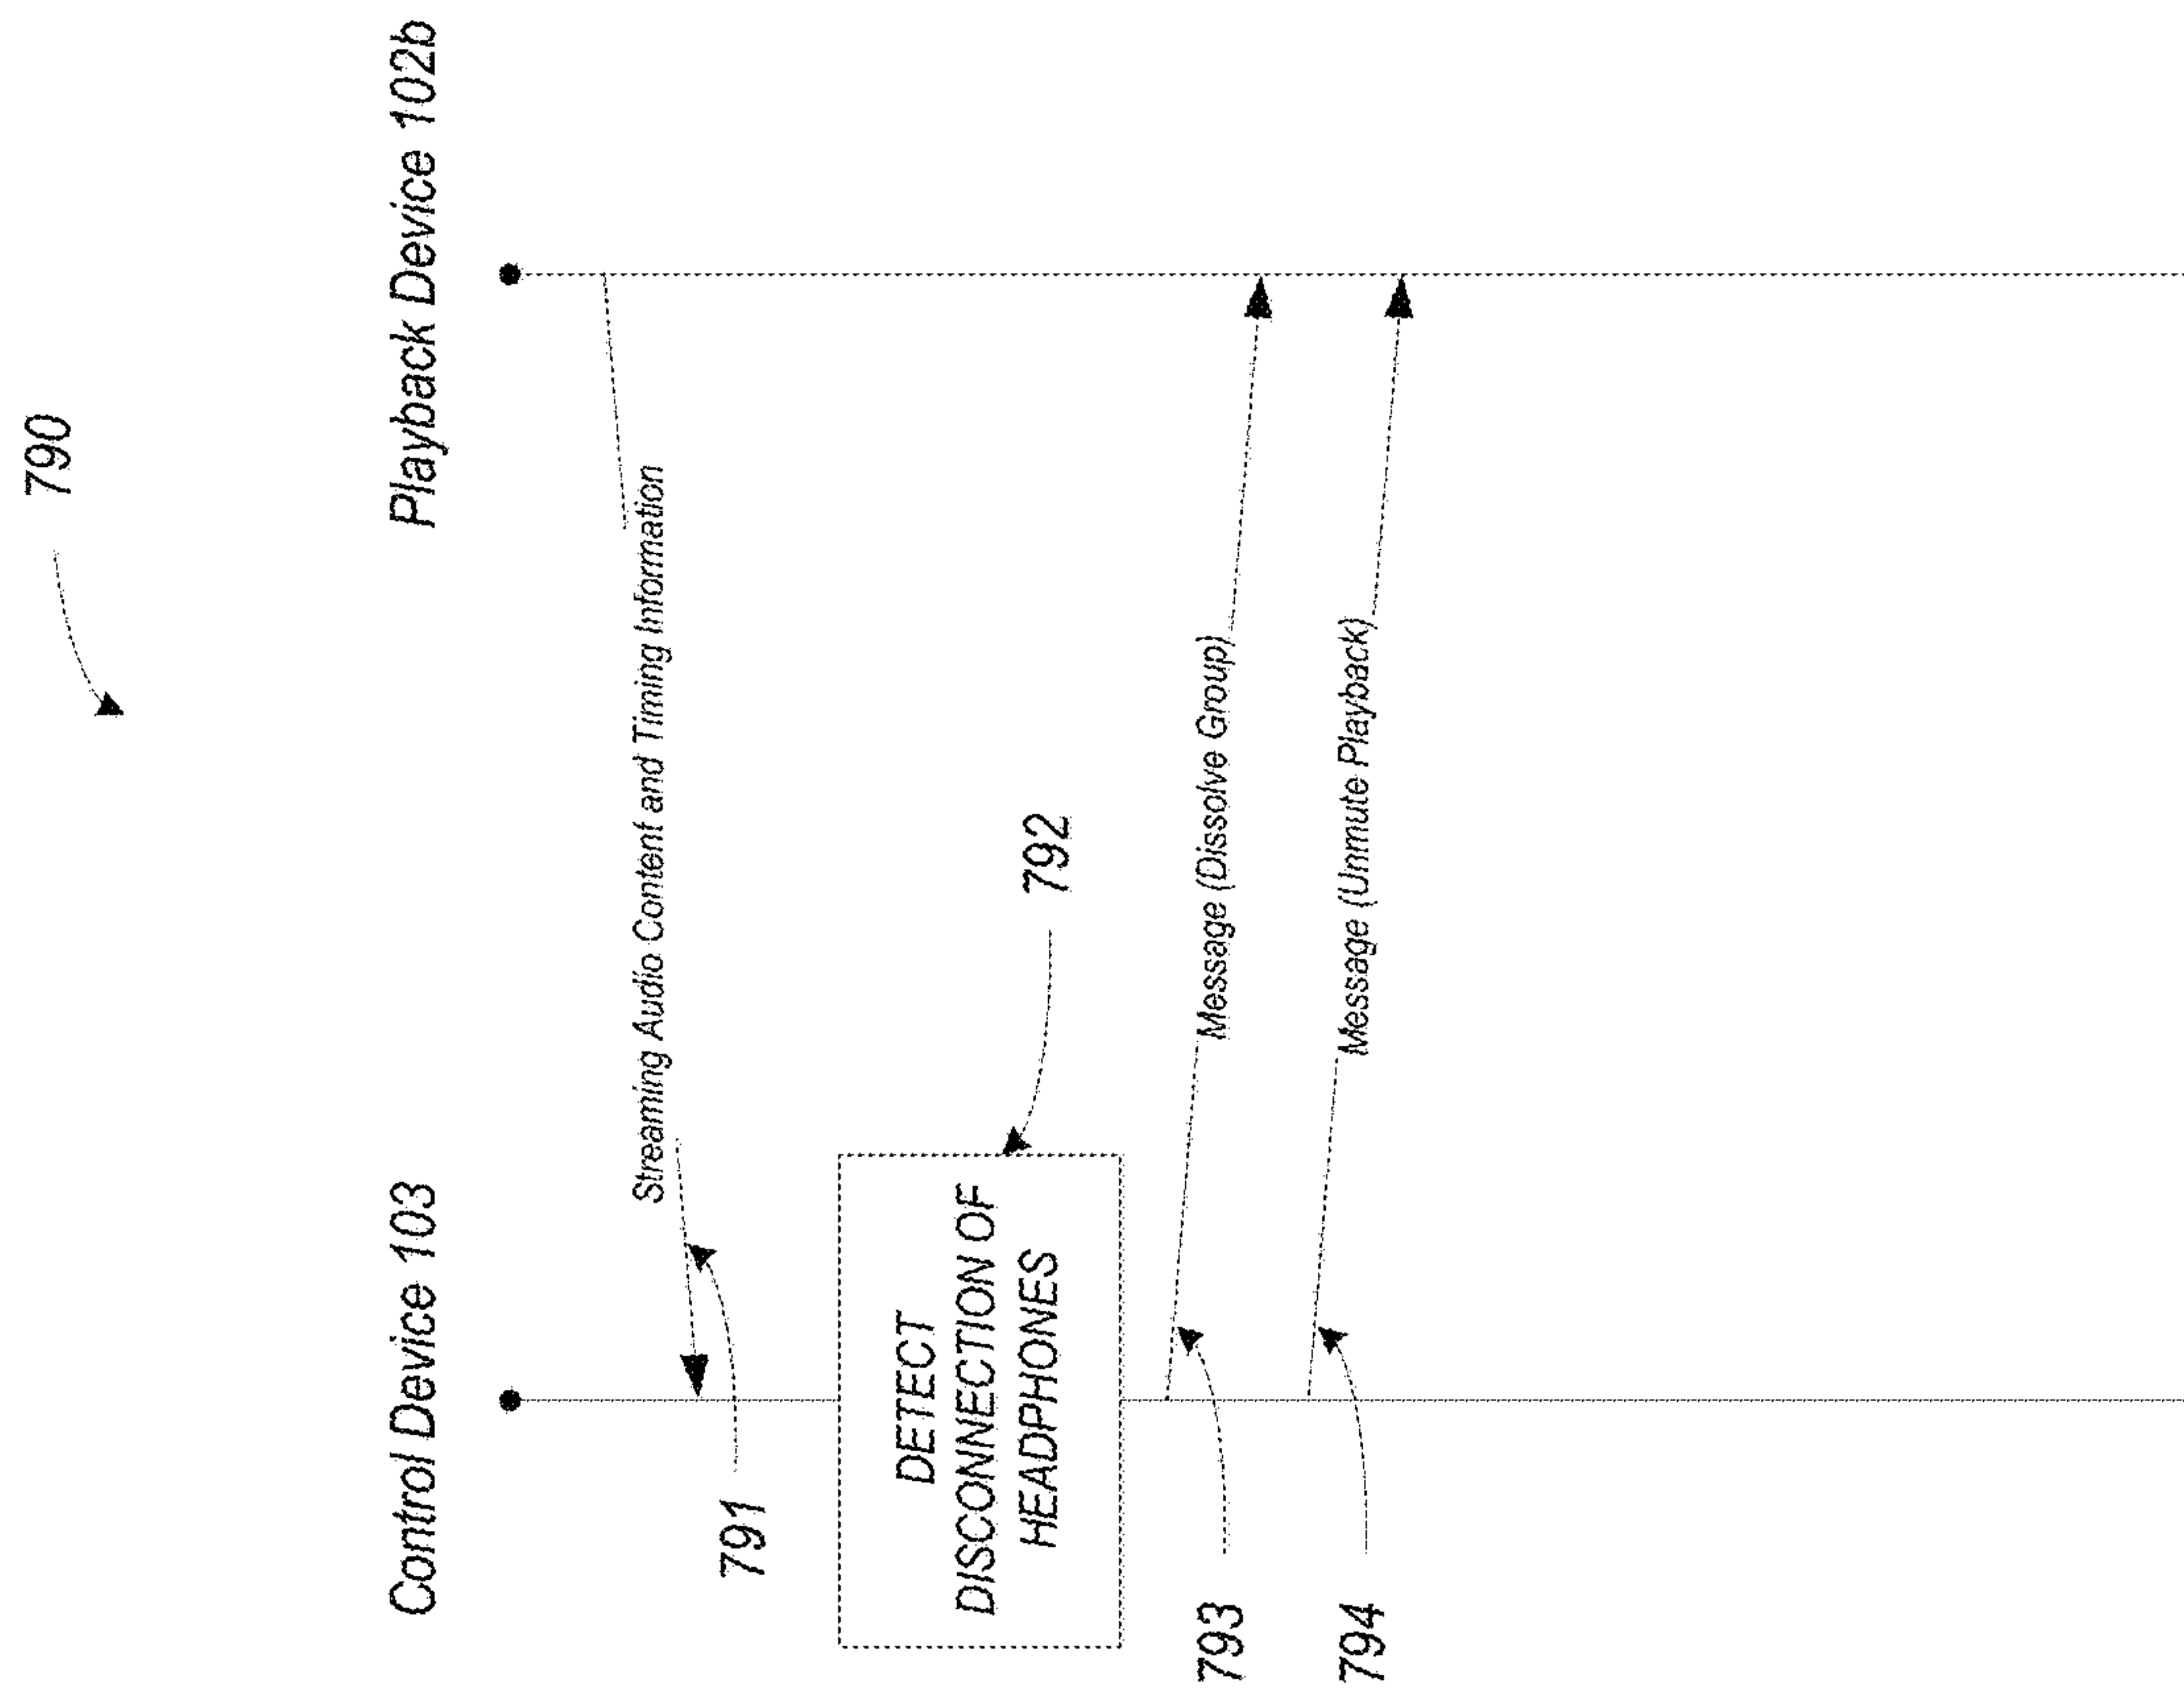 790
Control Device 103
Playback Device 102b
Streaming Audio Content and Timing Information
791
DETECT
DISCONNECTION OF
HEADPHONES
792
Message (Dissolve Group)
793
Message (Unmute Playback)
794